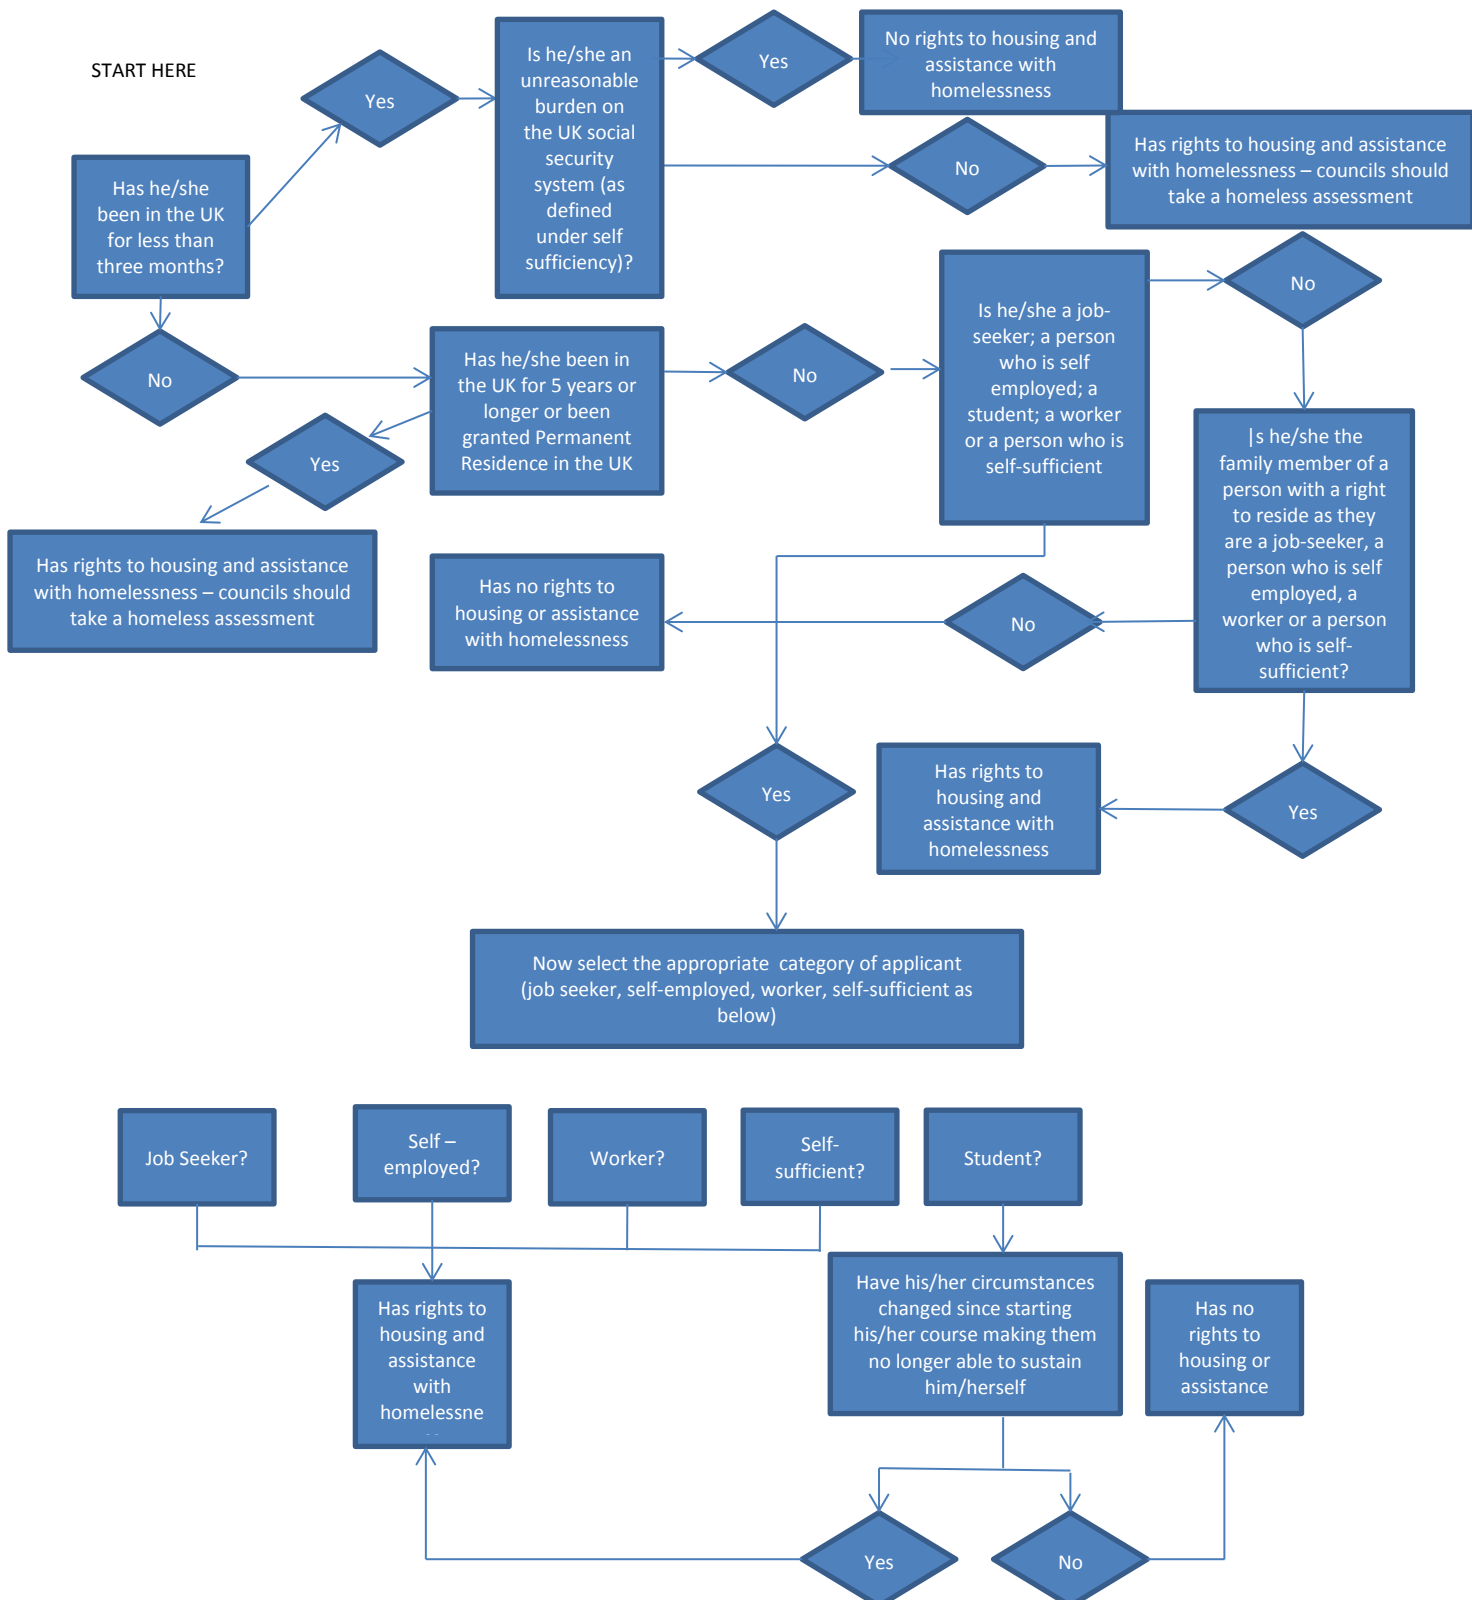 START HERE
Has he/she
been in the UK
for less than
three months?
Yes
Is he/she an
unreasonable
burden on
the UK social
security
system (as
defined
under self
sufficiency)?
Yes
No rights to housing and
assistance with
homelessness
No
Has rights to housing and assistance
with homelessness – councils should
take a homeless assessment
No
Has he/she been in
the UK for 5 years or
longer or been
granted Permanent
Residence in the UK
Yes
Has rights to housing and assistance
with homelessness – councils should
take a homeless assessment
No
Is he/she a job-
seeker; a person
who is self
employed; a
student; a worker
or a person who is
self-sufficient
No
|s he/she the
family member of a
person with a right
to reside as they
are a job-seeker, a
person who is self
employed, a
worker or a person
who is self-
sufficient?
No
Has no rights to
housing or assistance
with homelessness
Yes
Has rights to
housing and
assistance with
homelessness
Yes
Now select the appropriate  category of applicant
(job seeker, self-employed, worker, self-sufficient as
below)
Job Seeker?
Self –
employed?
Worker?
Self-
sufficient?
Student?
Has rights to
housing and
assistance
with
homelessne
Have his/her circumstances
changed since starting
his/her course making them
no longer able to sustain
him/herself
Has no
rights to
housing or
assistance
Yes
No